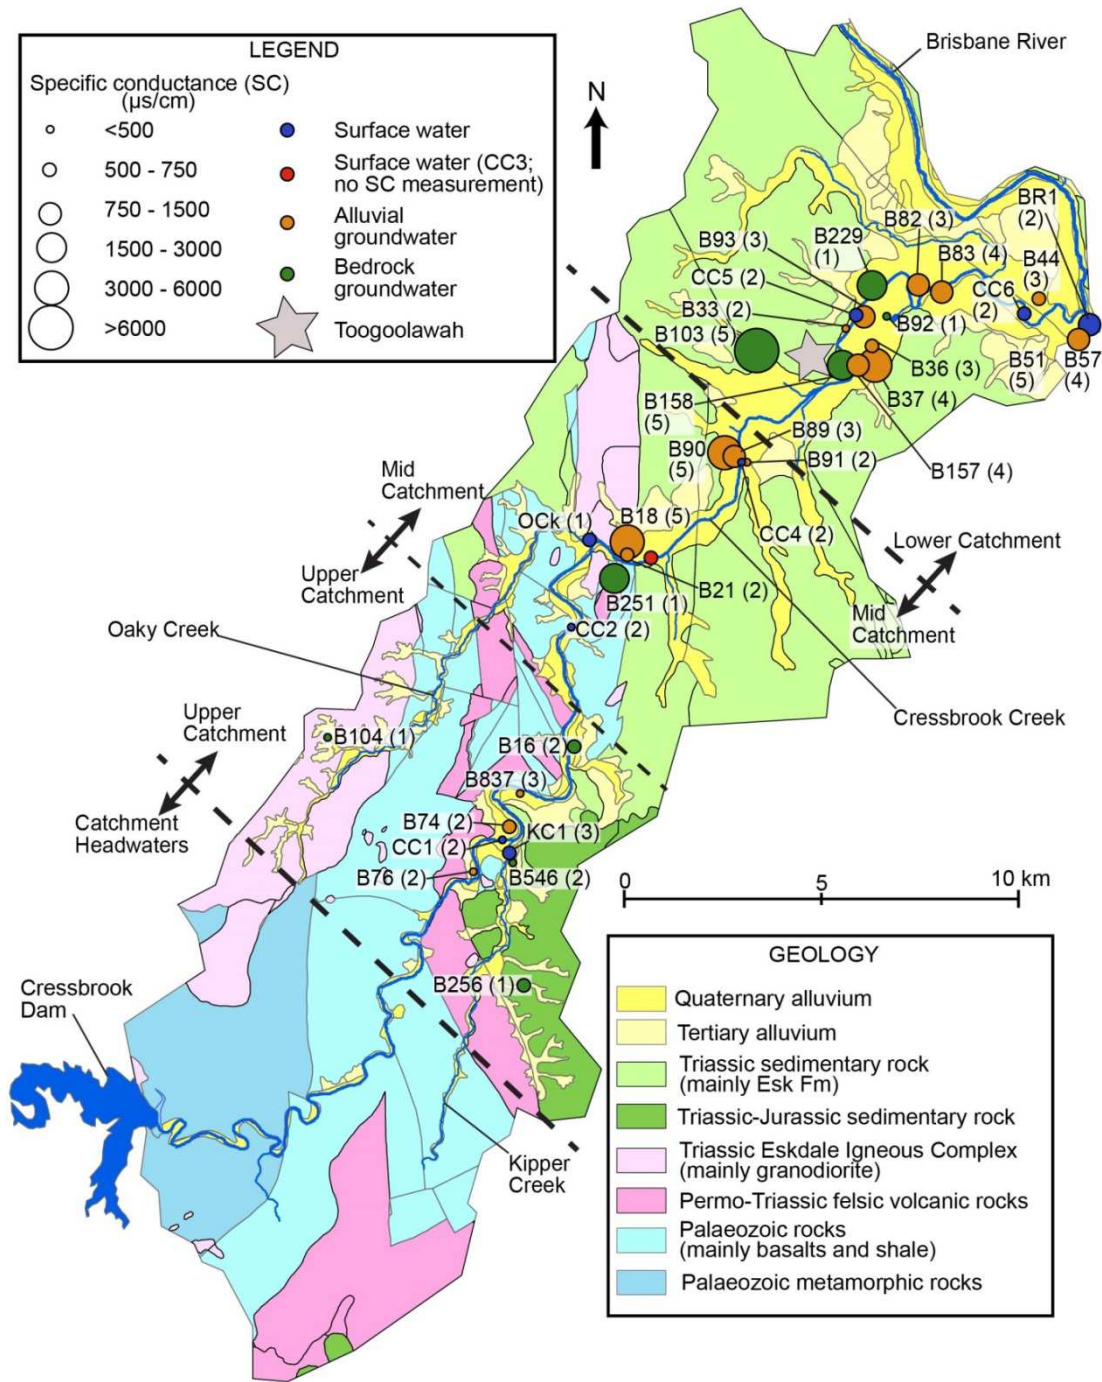 LEGEND
Specific conductance (SC)
(µs/cm)
<500
500 - 750
750 - 1500
1500 - 3000
3000 - 6000
>6000
Surface water
Surface water (CC3;
no SC measurement)
Alluvial
groundwater
Bedrock
groundwater
Toogoolawah
N
Brisbane River
BR1
(2)
B82 (3)
B229
(1)
B93 (3)
B83 (4)
B44
(3)
CC5 (2)
CC6
(2)
B33 (2)
B92 (1)
B103 (5)
B51
(5)
B57
(4)
B36 (3)
B37 (4)
B158
(5)
B89 (3)
B90
(5)
B91 (2)
B157 (4)
Mid
Catchment
Upper
Catchment
OCk (1)
B18 (5)
CC4 (2)
Lower Catchment
Mid
Catchment
B21 (2)
B251 (1)
CC2 (2)
Oaky Creek
Cressbrook Creek
Upper
Catchment
Catchment
Headwaters
B104 (1)
B16 (2)
B837 (3)
B74 (2)
KC1 (3)
CC1 (2)
B76 (2)
B546 (2)
0
5
10 km
B256 (1)
Cressbrook
Dam
Kipper
Creek
GEOLOGY
Quaternary alluvium
Tertiary alluvium
Triassic sedimentary rock
(mainly Esk Fm)
Triassic-Jurassic sedimentary rock
Triassic Eskdale Igneous Complex
(mainly granodiorite)
Permo-Triassic felsic volcanic rocks
Palaeozoic rocks
(mainly basalts and shale)
Palaeozoic metamorphic rocks